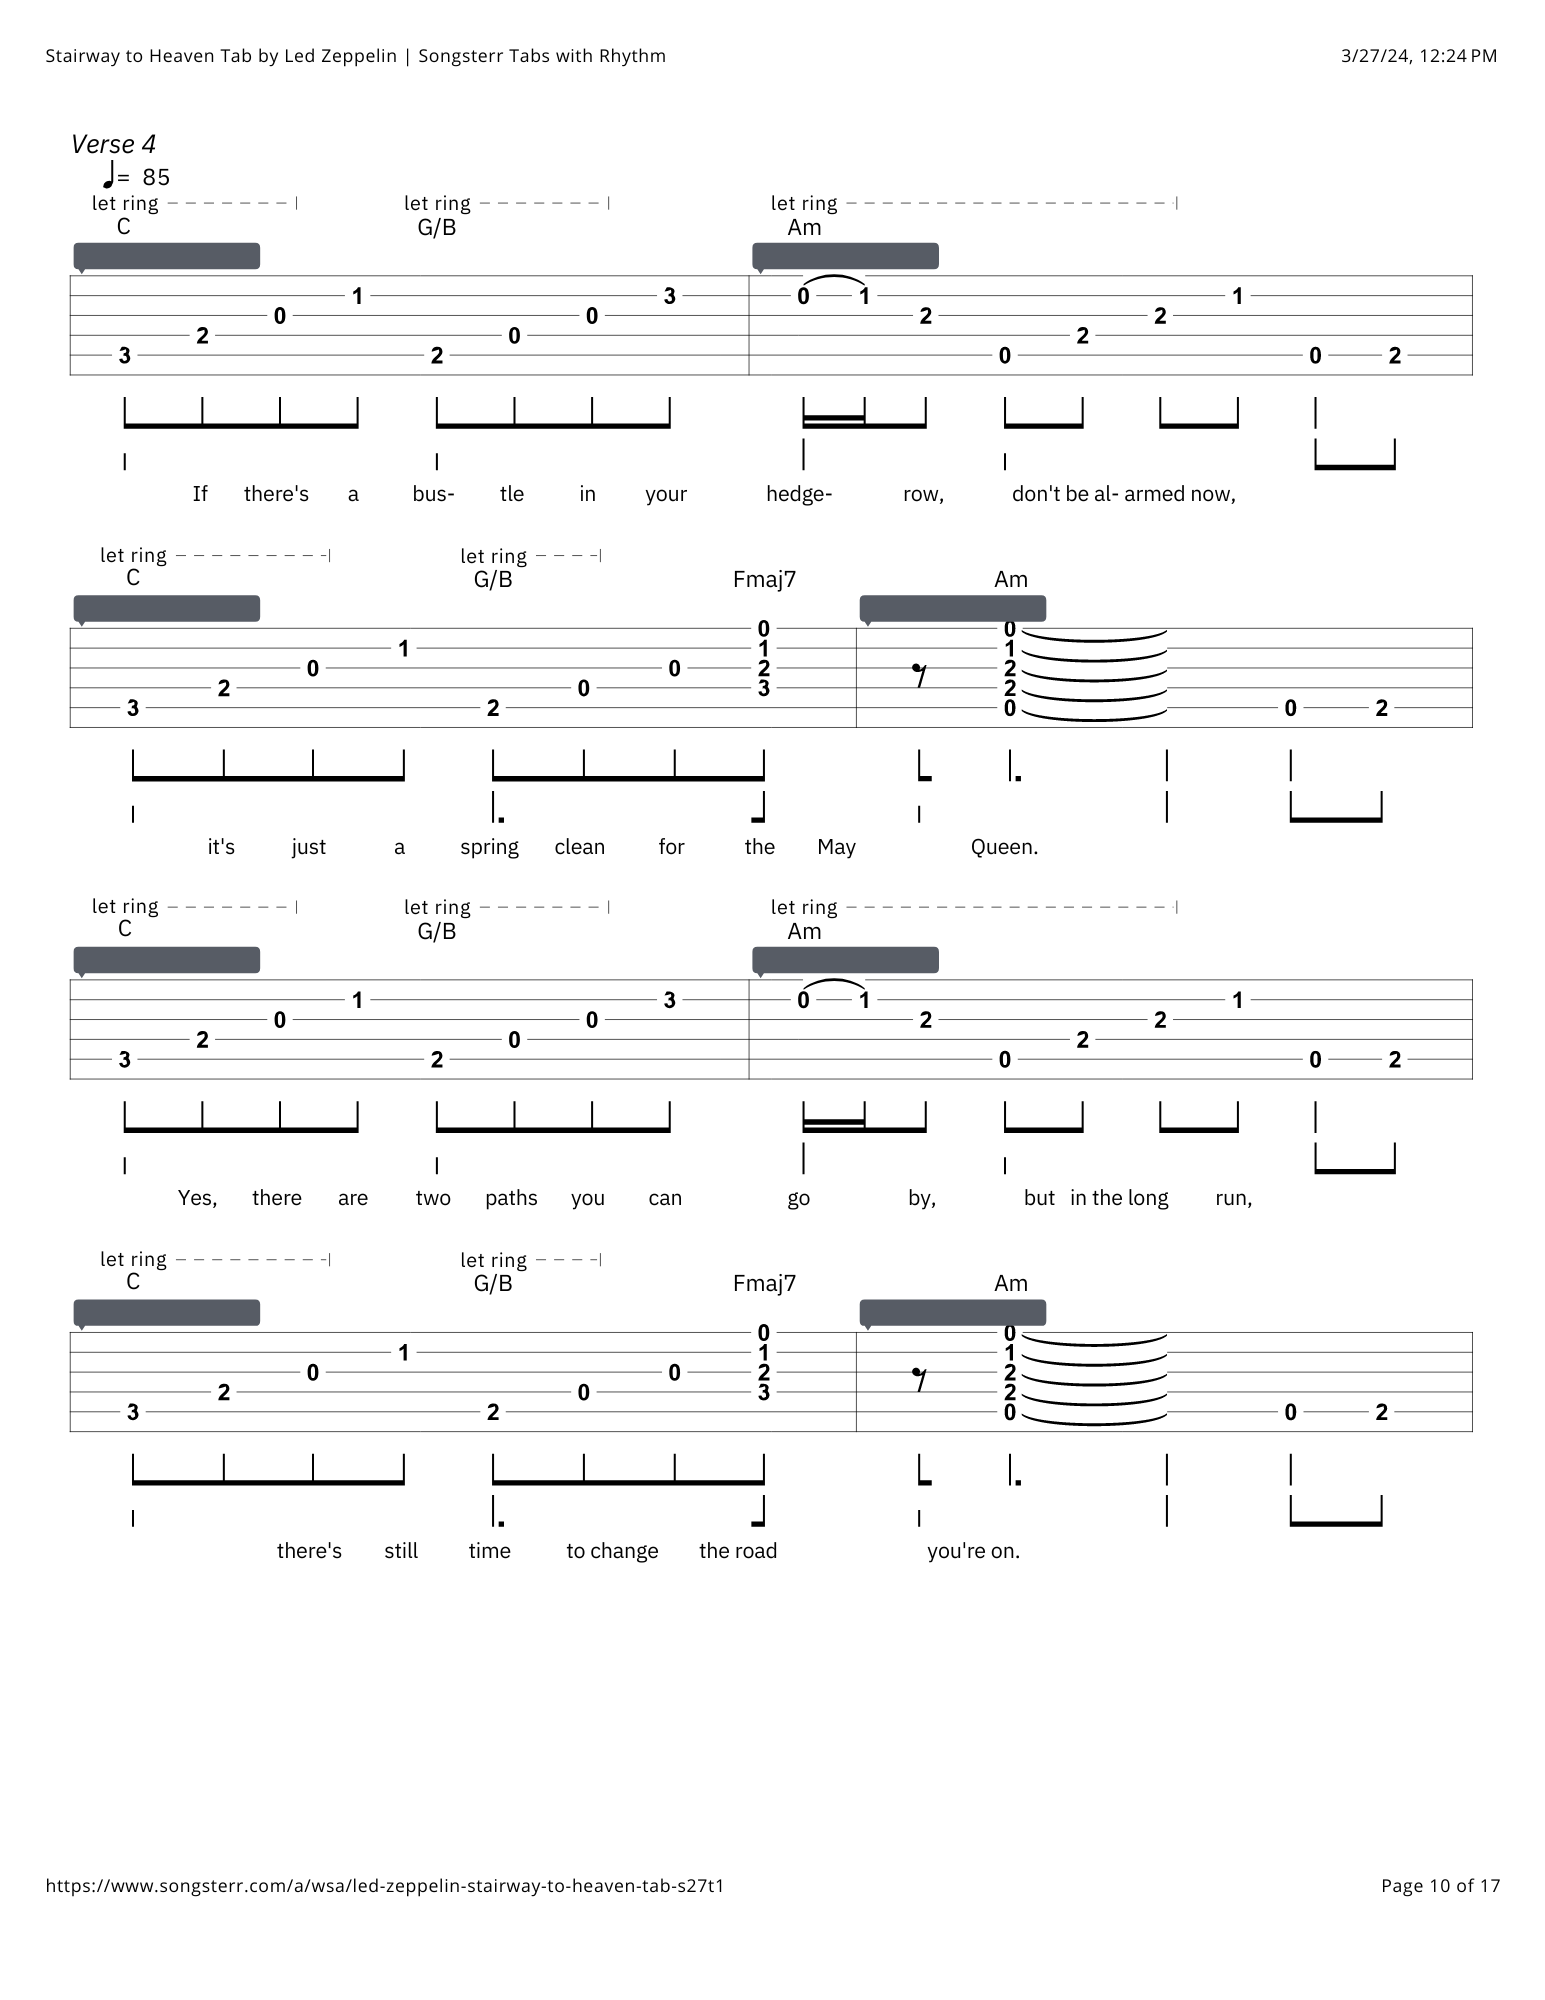 Stairway to Heaven Tab by Led Zeppelin | Songsterr Tabs with Rhythm 3/27/24, 12:24 PM
Verse 4
= 85
let ring let ring let ring
C G/B Am
0 1
1 3 0 1 2 2 1
0 0 2 2
2 0 2
3 2 0 0 2
If there's a bus- tle in your hedge- row, don't be al- armed now,
let ring let ring
C G/B Fmaj7 Am
0 0
1 1 1
0 0 2 2
2 0 3 2
3 2 0 0 2
it's just a spring clean for the May Queen.
let ring let ring let ring
C G/B Am
1 3 0 1 1
0 0 2 2
2 0 2
3 2 0 0 2
Yes, there are two paths you can go by, but in the long run,
let ring let ring
C G/B Fmaj7 Am
0 0
1 1 1
0 0 2 2
2 0 3 2
3 2 0 0 2
there's still time to change the road you're on.
https://www.songsterr.com/a/wsa/led-zeppelin-stairway-to-heaven-tab-s27t1 Page 10 of 17